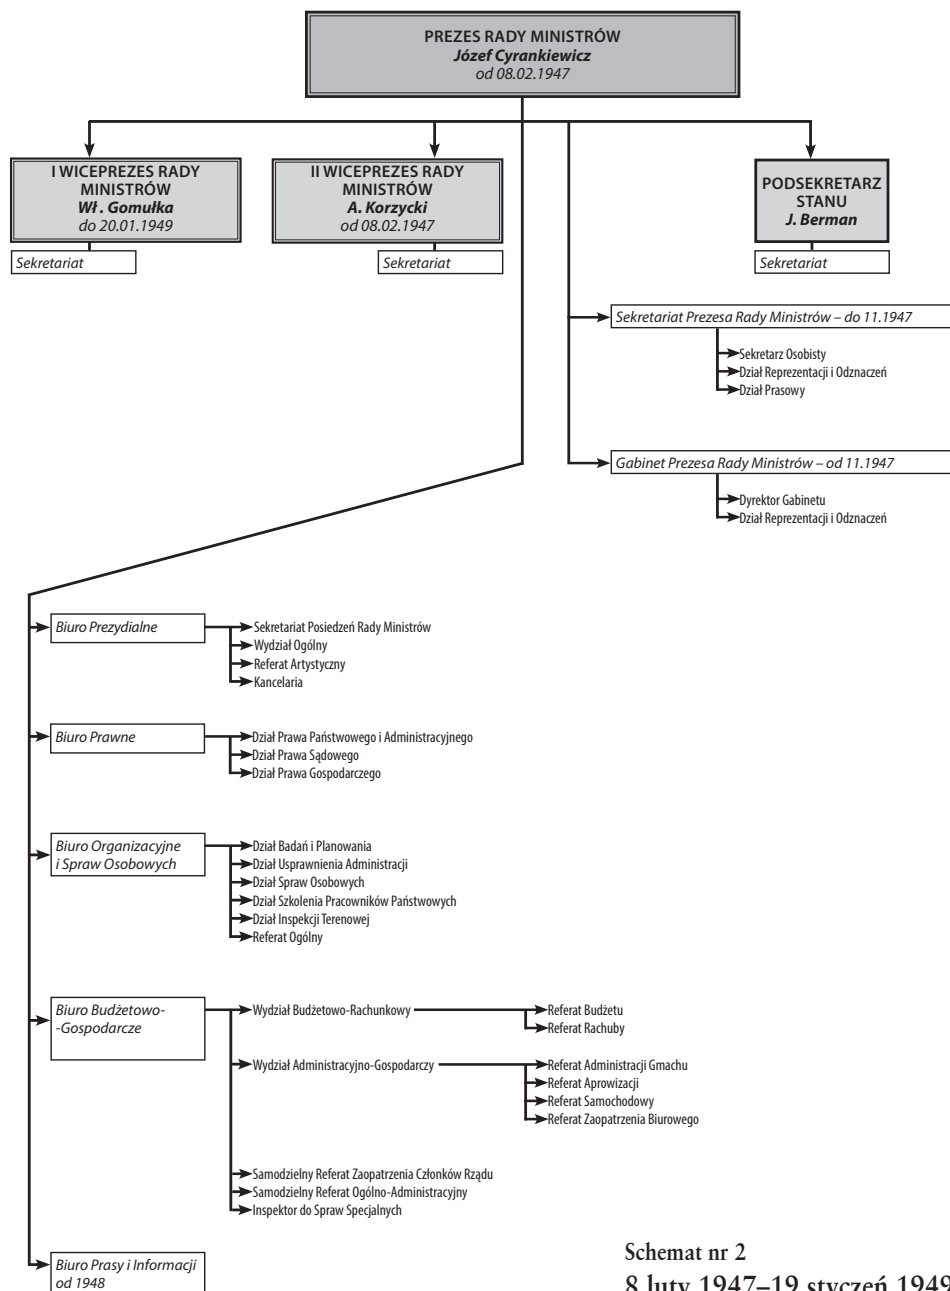 PREZES RADY MINISTRÓW
Józef Cyrankiewicz
od 08.02.1947
I WICEPREZES RADY
MINISTRÓW
Wł . Gomułka
do 20.01.1949
Sekretariat
II WICEPREZES RADY
MINISTRÓW
A. Korzycki
od 08.02.1947
Sekretariat
PODSEKRETARZ
STANU
J. Berman
Sekretariat
Sekretariat Prezesa Rady Ministrów – do 11.1947
Sekretarz Osobisty
Dział Reprezentacji i Odznaczeń
Dział Prasowy
Gabinet Prezesa Rady Ministrów – od 11.1947
Dyrektor Gabinetu
Dział Reprezentacji i Odznaczeń
Biuro Prezydialne
Sekretariat Posiedzeń Rady Ministrów
Wydział Ogólny
Referat Artystyczny
Kancelaria
Biuro Prawne
Dział Prawa Państwowego i Administracyjnego
Dział Prawa Sądowego
Dział Prawa Gospodarczego
Biuro Organizacyjne
i Spraw Osobowych
Dział Badań i Planowania
Dział Usprawnienia Administracji
Dział Spraw Osobowych
Dział Szkolenia Pracowników Państwowych
Dział Inspekcji Terenowej
Referat Ogólny
Biuro Budżetowo-
-Gospodarcze
Wydział Budżetowo-Rachunkowy
Referat Budżetu
Referat Rachuby
Wydział Administracyjno-Gospodarczy
Referat Administracji Gmachu
Referat Aprowizacji
Referat Samochodowy
Referat Zaopatrzenia Biurowego
Samodzielny Referat Zaopatrzenia Członków Rządu
Samodzielny Referat Ogólno-Administracyjny
Inspektor do Spraw Specjalnych
Biuro Prasy i Informacji
od 1948
Schemat nr 2
8 luty 1947–19 styczeń 1949